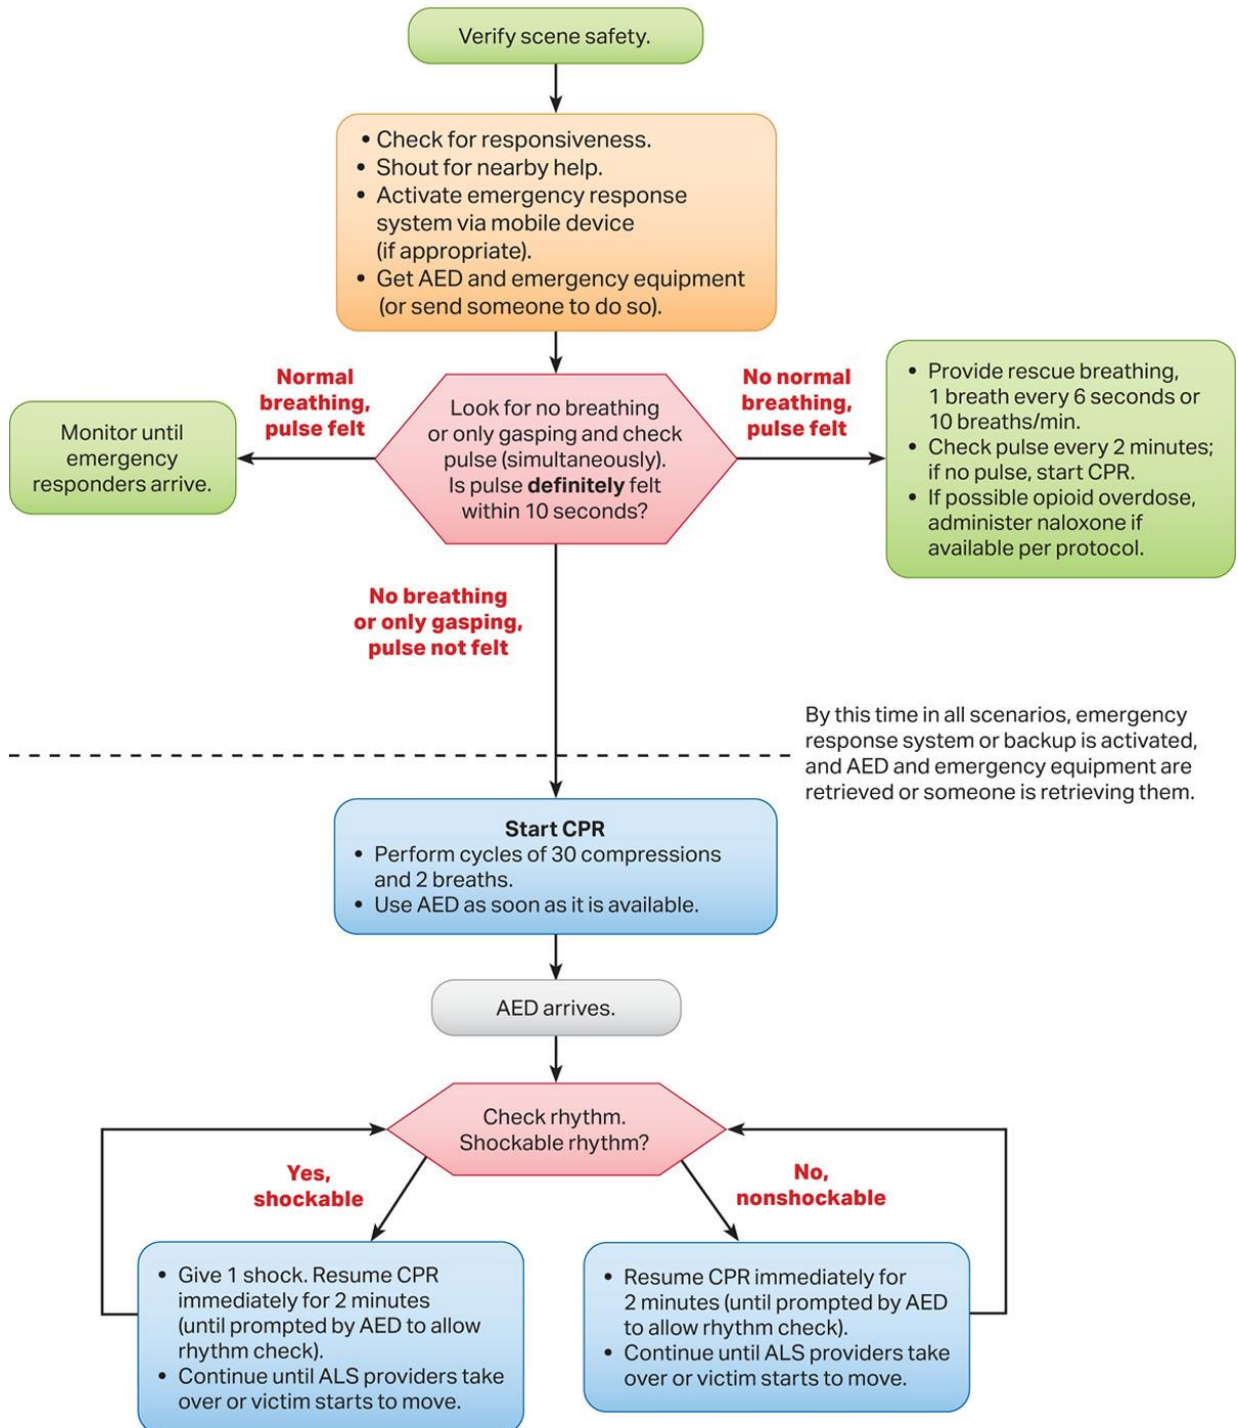 Verify scene safety.
• Check for responsiveness.
• Shout for nearby help.
• Activate emergency response
system via mobile device
(if appropriate).
• Get AED and emergency equipment
(or send someone to do so).
Normal
breathing,
pulse felt
No normal
breathing,
pulse felt
Monitor until
emergency
responders arrive.
Look for no breathing
or only gasping and check
pulse (simultaneously).
Is pulse definitely felt
within 10 seconds?
• Provide rescue breathing,
1 breath every 6 seconds or
10 breaths/min.
• Check pulse every 2 minutes;
if no pulse, start CPR.
• If possible opioid overdose,
administer naloxone if
available per protocol.
No breathing
or only gasping,
pulse not felt
By this time in all scenarios, emergency
response system or backup is activated,
and AED and emergency equipment are
retrieved or someone is retrieving them.
Start CPR
• Perform cycles of 30 compressions
and 2 breaths.
• Use AED as soon as it is available.
AED arrives.
Check rhythm.
Shockable rhythm?
Yes,
shockable
No,
nonshockable
• Give 1 shock. Resume CPR
immediately for 2 minutes
(until prompted by AED to allow
rhythm check).
• Continue until ALS providers take
over or victim starts to move.
• Resume CPR immediately for
2 minutes (until prompted by AED
to allow rhythm check).
• Continue until ALS providers take
over or victim starts to move.